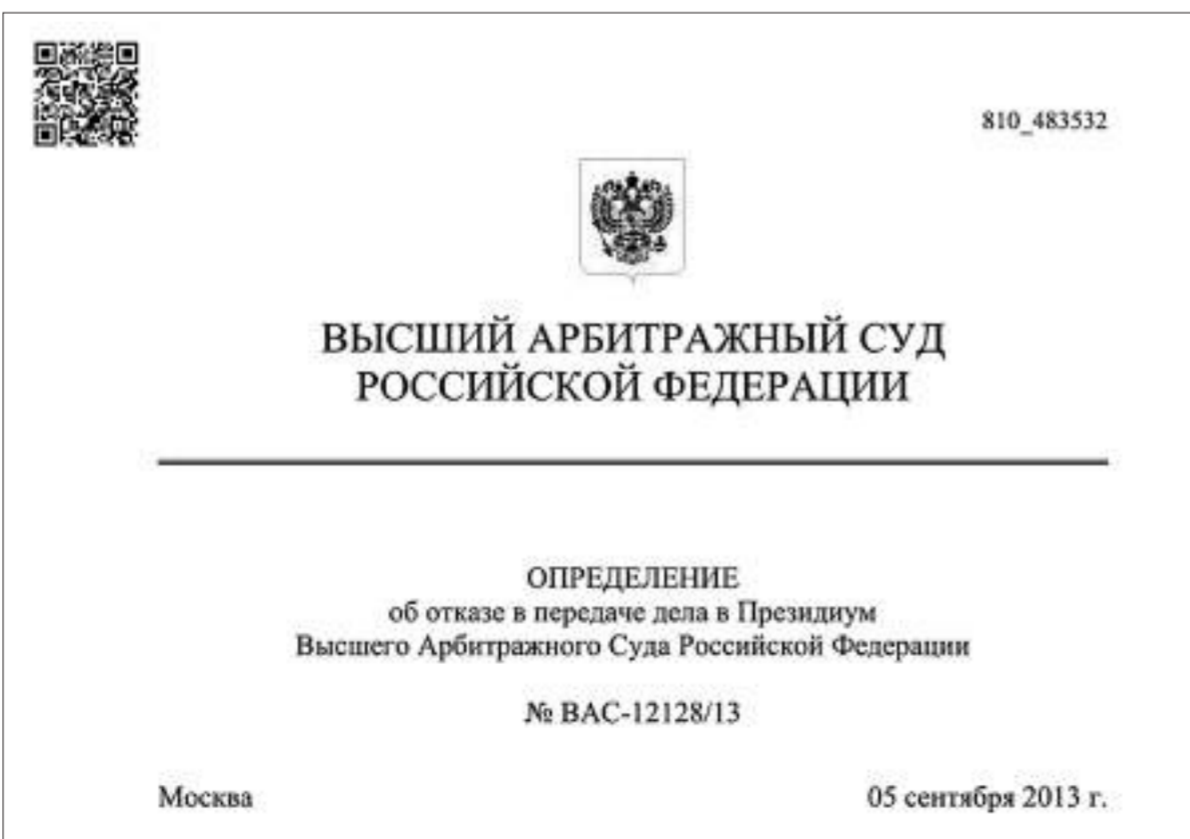 810_483532
ВЫСШИЙ АРБИТРАЖНЫЙ СУД
РОССИЙСКОЙ ФЕДЕРАЦИИ
ОПРЕДЕЛЕНИЕ
об отказе в передаче дела в Президиум
Высшего Арбитражного Суда Российской Федерации
№ ВАС-12128/13
Москва 05 сентября 2013 г.